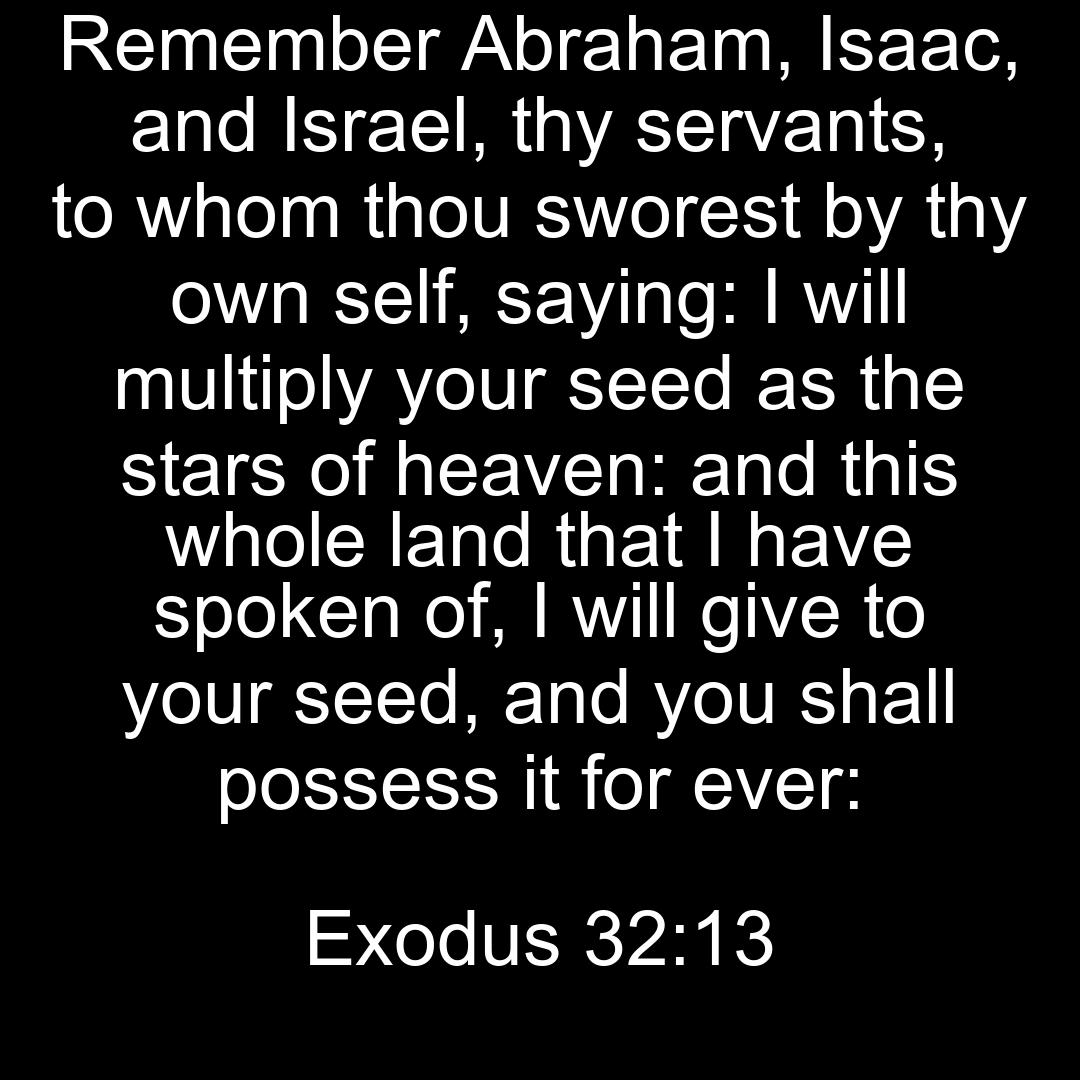 Remember Abraham, Isaac,
and Israel, thy servants,
to whom thou sworest by thy
own self, saying: I will
multiply your seed as the
stars of heaven: and this
whole land that I have
spoken of, I will give to
your seed, and you shall
possess it for ever:
Exodus 32:13